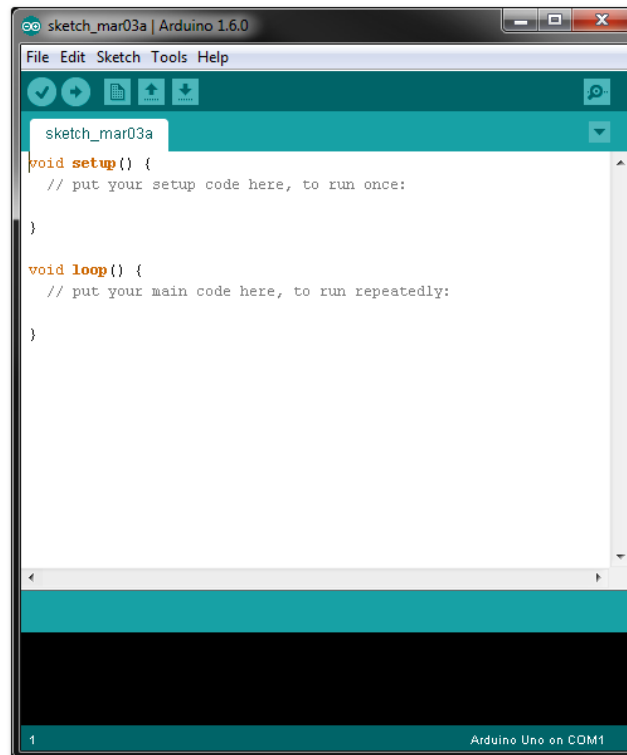 sketch_mar03a | Arduino 1.6.0
File Edit Sketch Tools Help
sketch_mar03a
void setup() {
  // put your setup code here, to run once:
}
void loop() {
  // put your main code here, to run repeatedly:
}
1 Arduino Uno on COM1